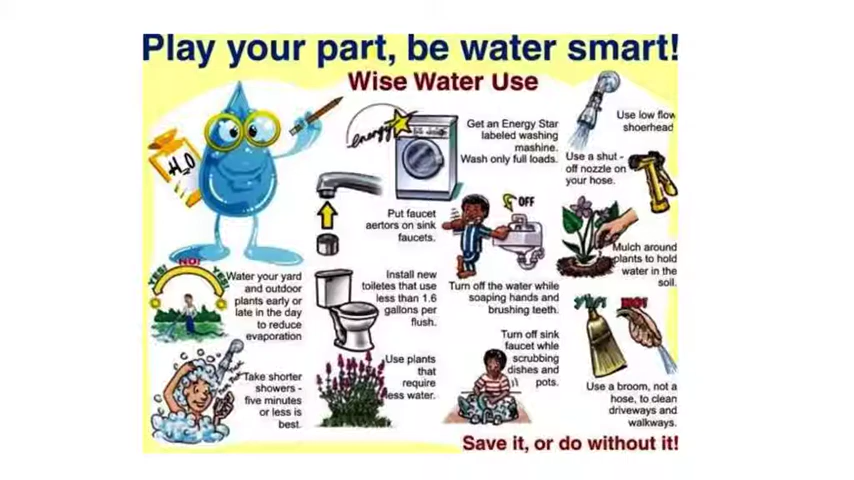 Play your part, be water smart!
Wise Water Use
H2O
energy
Get an Energy Star
labeled washing
mashine.
Wash only full loads.
Use low flow
shoerhead
Use a shut -
off nozzle on
your hose.
Put faucet
aertors on sink
faucets.
OFF
Mulch around
plants to hold
water in the
soil.
YES!
NO!
YES!
Water your yard
and outdoor
plants early or
late in the day
to reduce
evaporation
Install new
toiletes that use
less than 1.6
gallons per
flush.
Turn off the water while
soaping hands and
brushing teeth.
YES!
NO!
Take shorter
showers -
five minutes
or less is
best.
Use plants
that
require
less water.
Turn off sink
faucet whle
scrubbing
dishes and
pots.
Use a broom, not a
hose, to clean
driveways and
walkways.
Save it, or do without it!